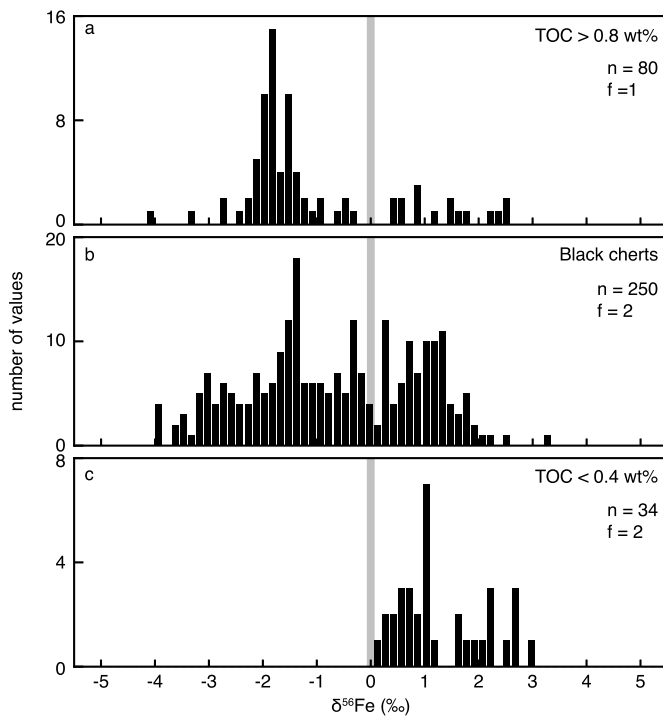 16
a
TOC > 0.8 wt%
n = 80
f =1
8
0
20
b
Black cherts
n = 250
f = 2
10
0
number of values
8
c
TOC < 0.4 wt%
n = 34
f = 2
4
0
-5 -4 -3 -2 -1 0 1 2 3 4 5
δ⁵⁶Fe (‰)